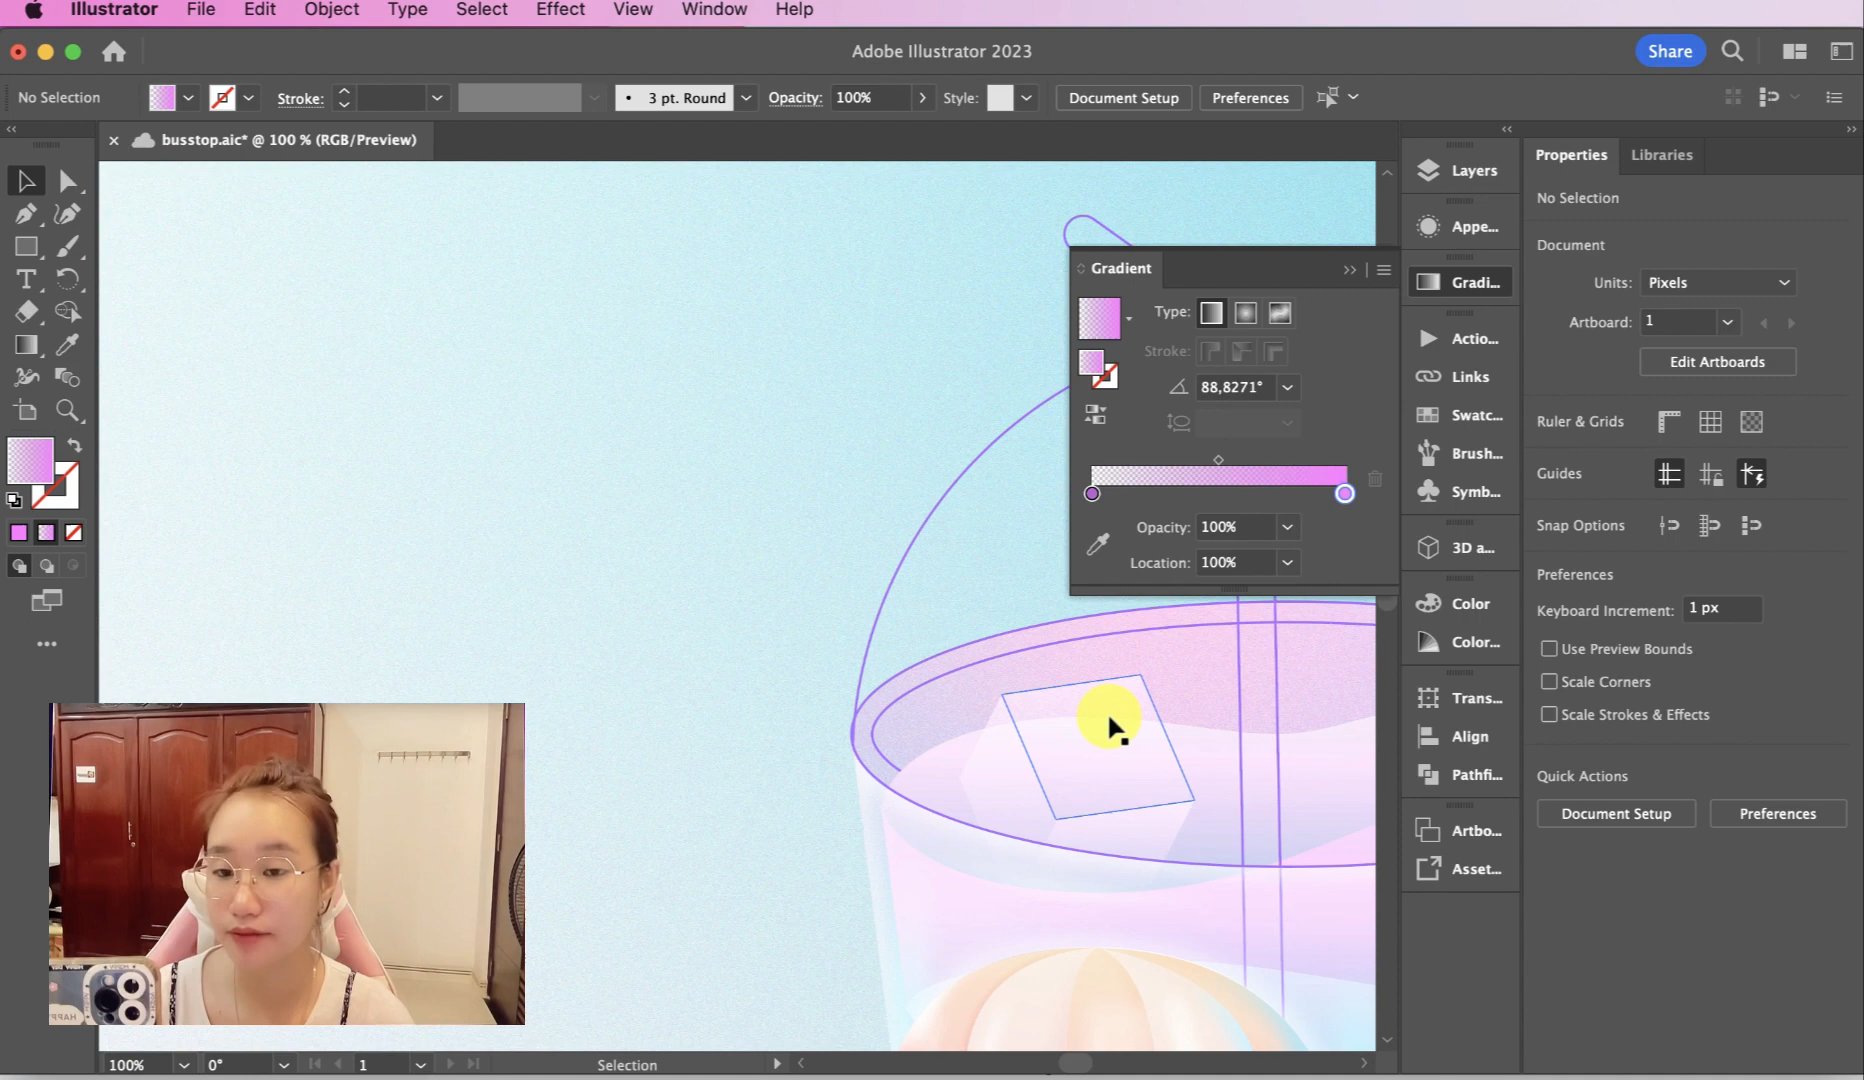 Illustrator File Edit Object Type Select Effect View Window Help
Adobe Illustrator 2023
Share
No Selection
Stroke:
3 pt. Round
Opacity: 100%
Style:
Document Setup
Preferences
busstop.aic* @ 100 % (RGB/Preview)
Gradient
Type:
Stroke:
88,8271°
Opacity: 100%
Location: 100%
Layers
Appe...
Gradi...
Actio...
Links
Swatc...
Brush...
Symb...
3D a...
Color
Color...
Trans...
Align
Pathfi...
Artbo...
Asset...
Properties Libraries
No Selection
Document
Units: Pixels
Artboard: 1
Edit Artboards
Ruler & Grids
Guides
Snap Options
Preferences
Keyboard Increment: 1 px
Use Preview Bounds
Scale Corners
Scale Strokes & Effects
Quick Actions
Document Setup
Preferences
100% 0° 1 Selection